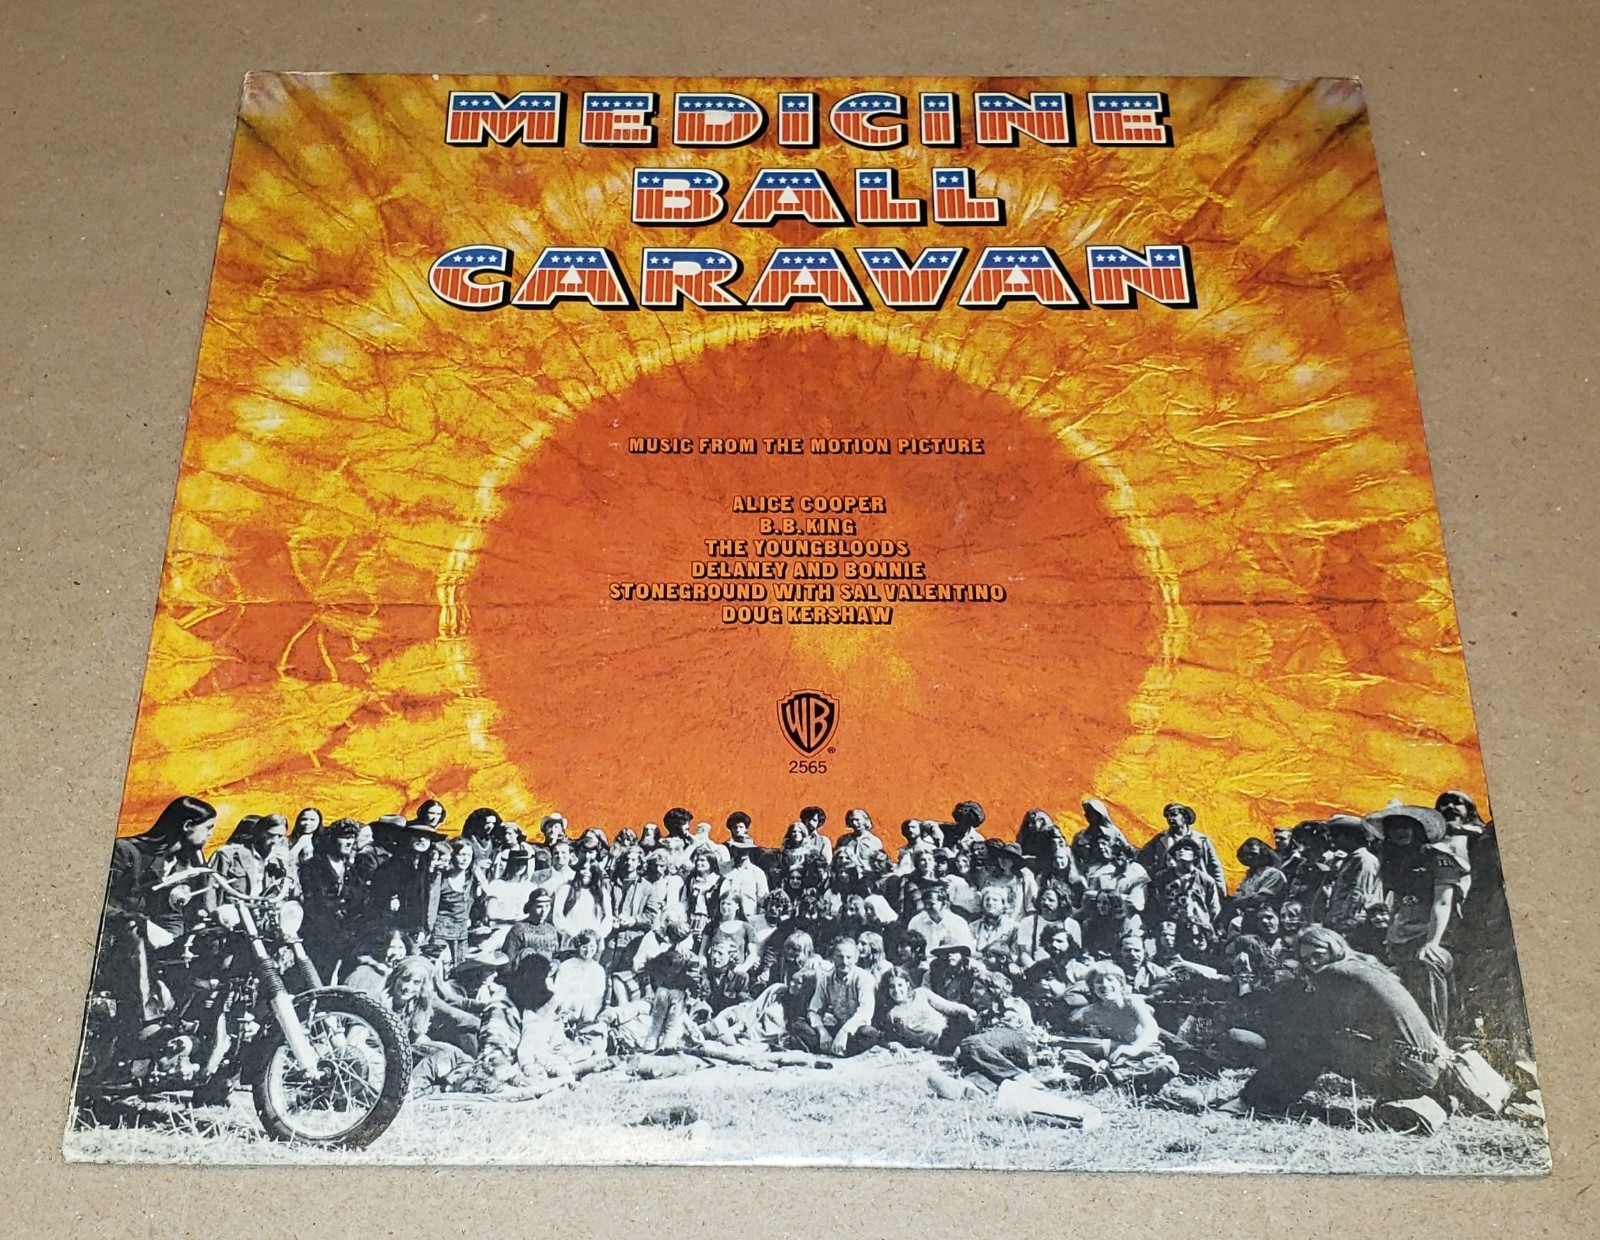 MEDICINE
BALL
CARAVAN
MUSIC FROM THE MOTION PICTURE
ALICE COOPER
B.B. KING
THE YOUNGBLOODS
DELANEY AND BONNIE
STONEGROUND WITH SAL VALENTINO
DOUG KERSHAW
WB ®
2565